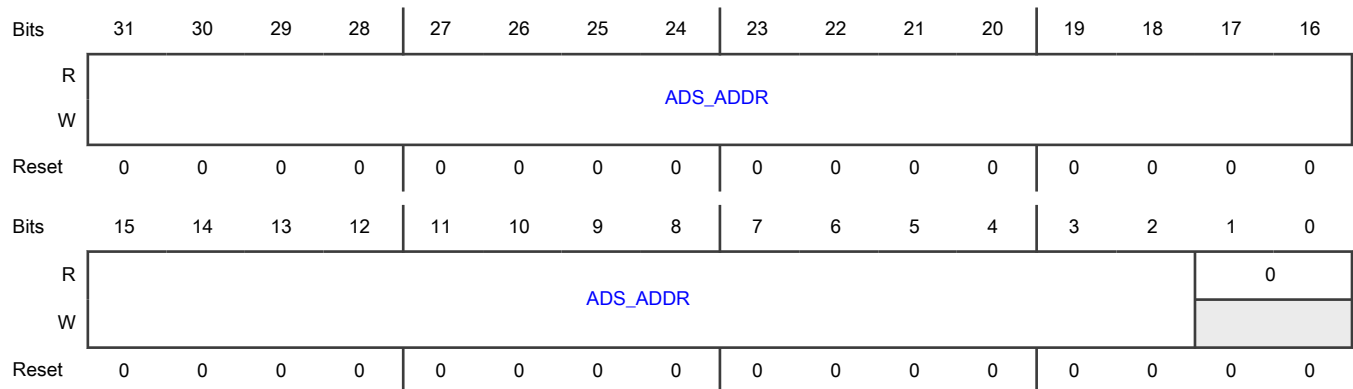 Bits 31 30 29 28 27 26 25 24 23 22 21 20 19 18 17 16
R
ADS_ADDR
W
Reset 0 0 0 0 0 0 0 0 0 0 0 0 0 0 0 0
Bits 15 14 13 12 11 10 9 8 7 6 5 4 3 2 1 0
R 0
ADS_ADDR
W
Reset 0 0 0 0 0 0 0 0 0 0 0 0 0 0 0 0